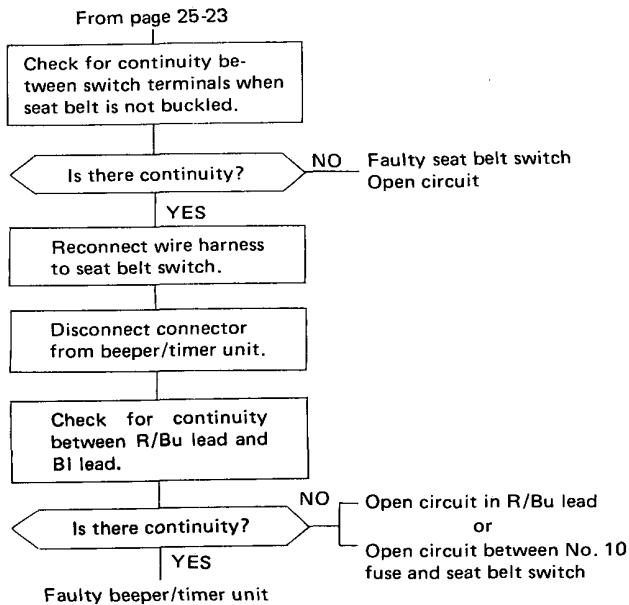 From page 25-23
Check for continuity be-
tween switch terminals when
seat belt is not buckled.
Is there continuity?
NO
Faulty seat belt switch
Open circuit
YES
Reconnect wire harness
to seat belt switch.
Disconnect connector
from beeper/timer unit.
Check for continuity
between R/Bu lead and
Bl lead.
Is there continuity?
NO
Open circuit in R/Bu lead
or
Open circuit between No. 10
fuse and seat belt switch
YES
Faulty beeper/timer unit